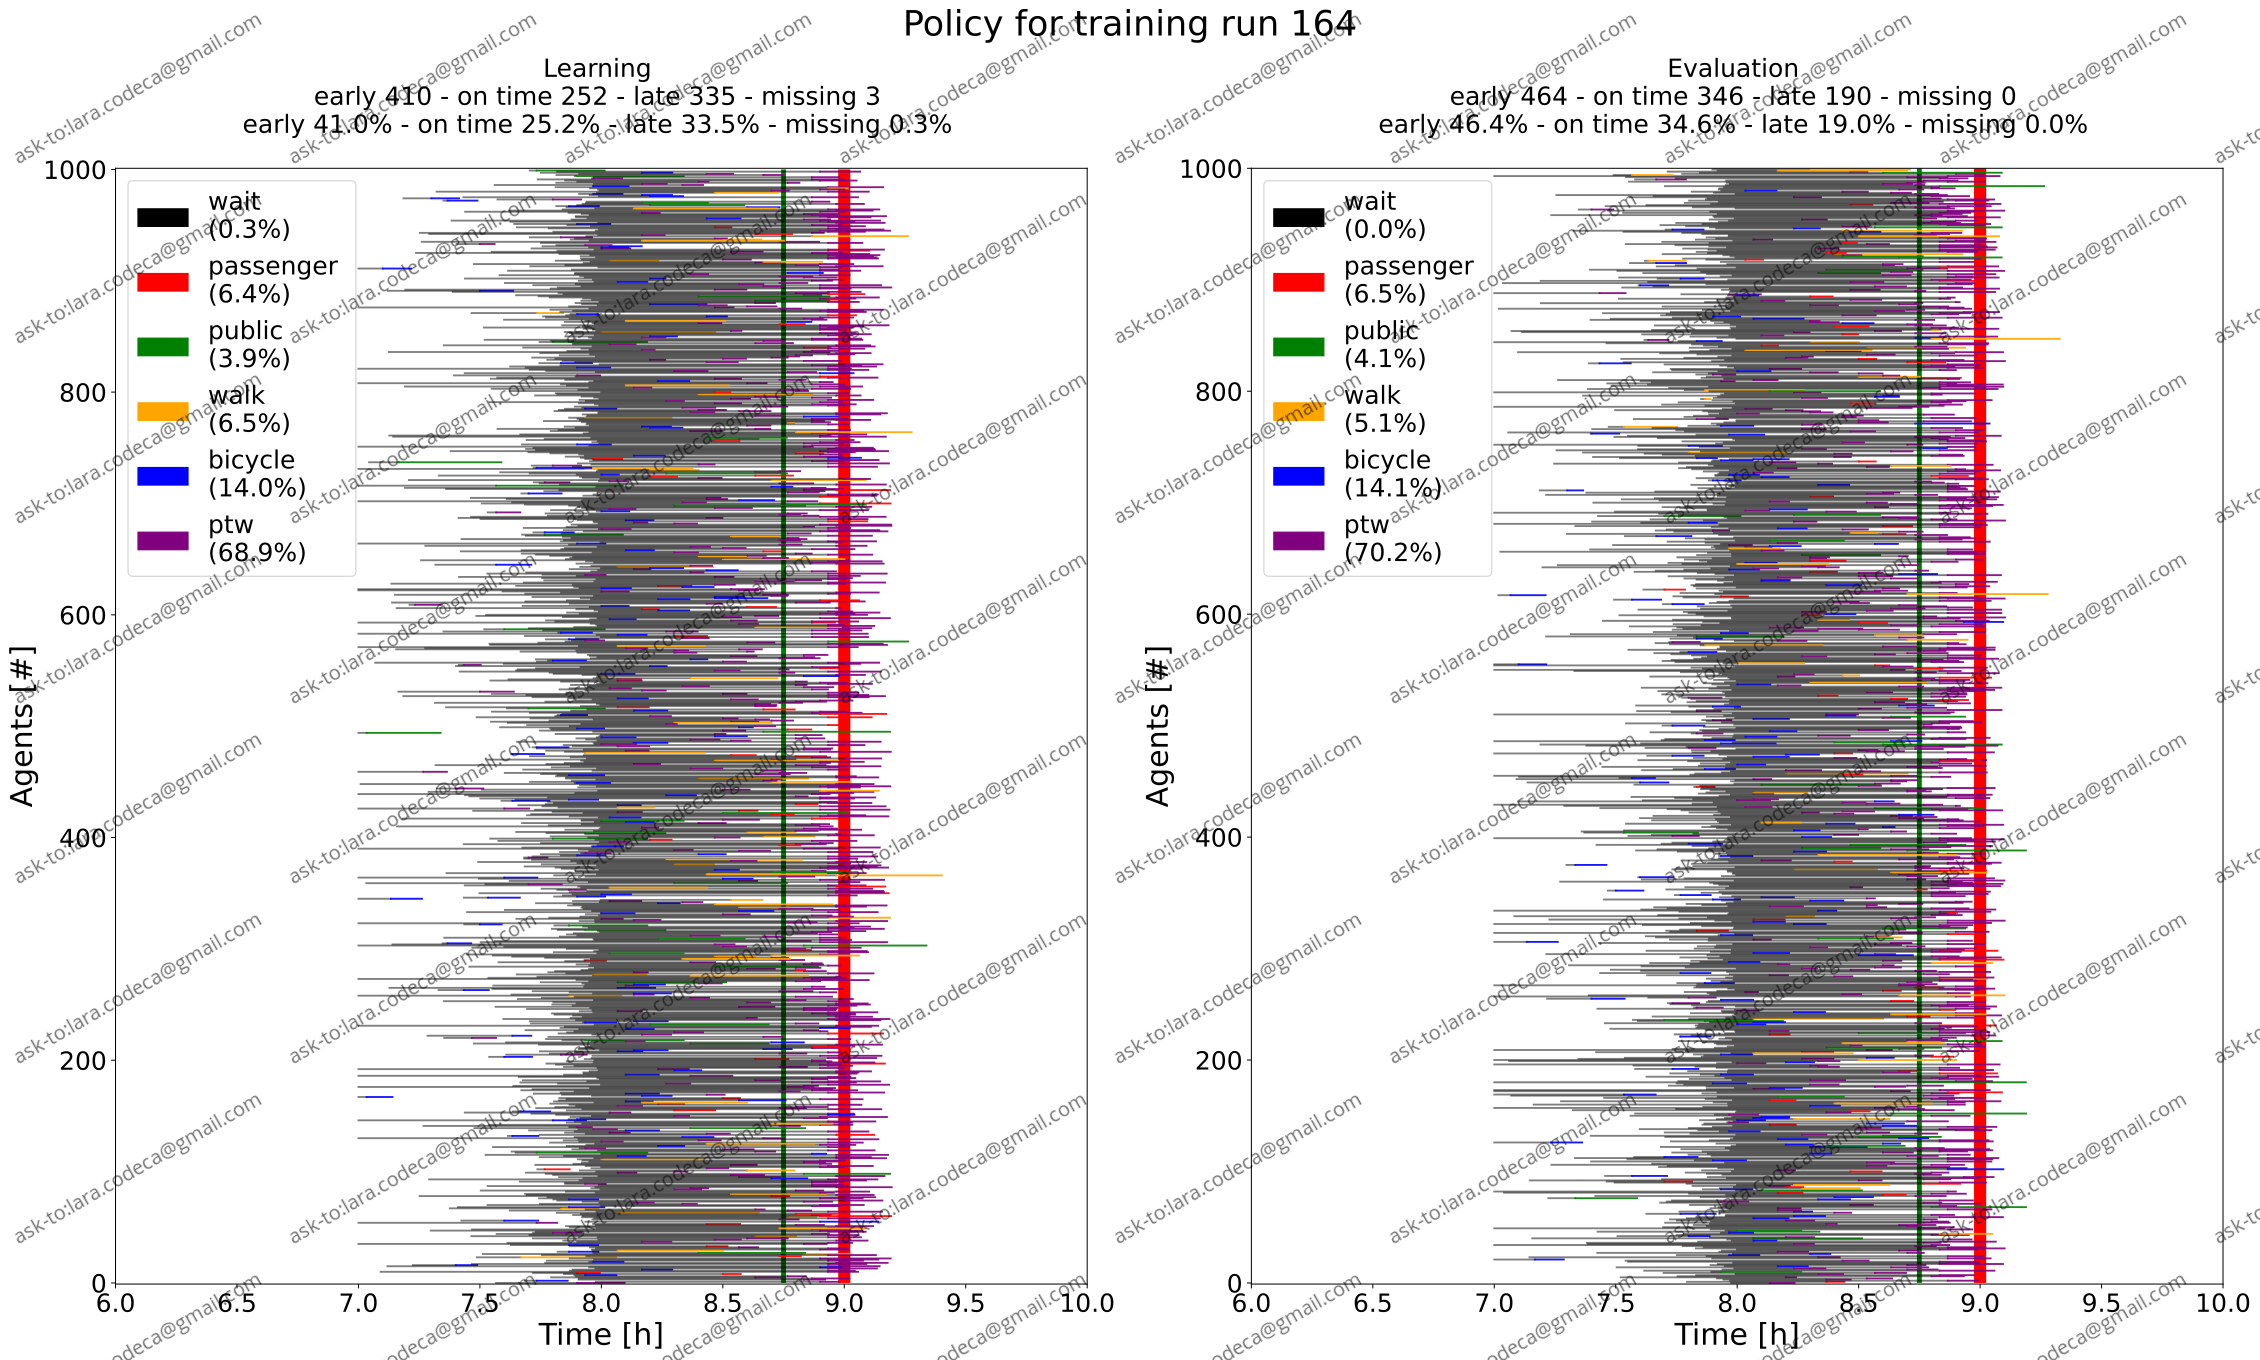 Policy for training run 164
Learning
early 410 - on time 252 - late 335 - missing 3
early 41.0% - on time 25.2% - late 33.5% - missing 0.3%
1000
800
600
400
200
0
Agents [#]
wait
(0.3%)
passenger
(6.4%)
public
(3.9%)
walk
(6.5%)
bicycle
(14.0%)
ptw
(68.9%)
6.0 6.5 7.0 7.5 8.0 8.5 9.0 9.5 10.0
Time [h]
Evaluation
early 464 - on time 346 - late 190 - missing 0
early 46.4% - on time 34.6% - late 19.0% - missing 0.0%
1000
800
600
400
200
0
Agents [#]
wait
(0.0%)
passenger
(6.5%)
public
(4.1%)
walk
(5.1%)
bicycle
(14.1%)
ptw
(70.2%)
6.0 6.5 7.0 7.5 8.0 8.5 9.0 9.5 10.0
Time [h]
ask-to:lara.codeca@gmail.com